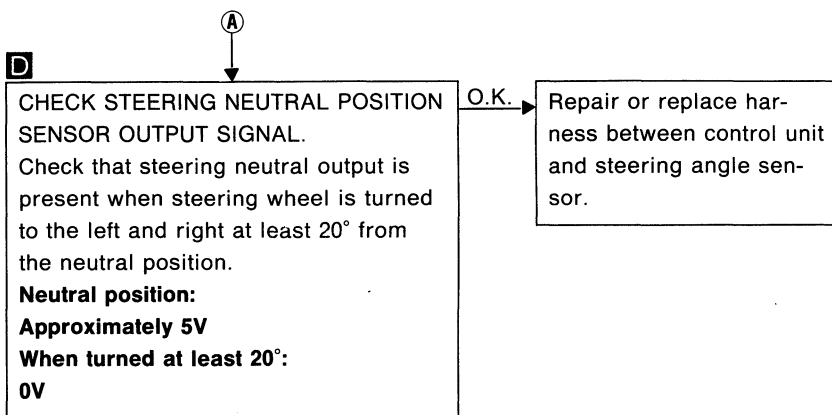 Ⓐ
D
CHECK STEERING NEUTRAL POSITION
SENSOR OUTPUT SIGNAL.
Check that steering neutral output is
present when steering wheel is turned
to the left and right at least 20° from
the neutral position.
Neutral position:
Approximately 5V
When turned at least 20°:
0V
O.K.
Repair or replace har-
ness between control unit
and steering angle sen-
sor.